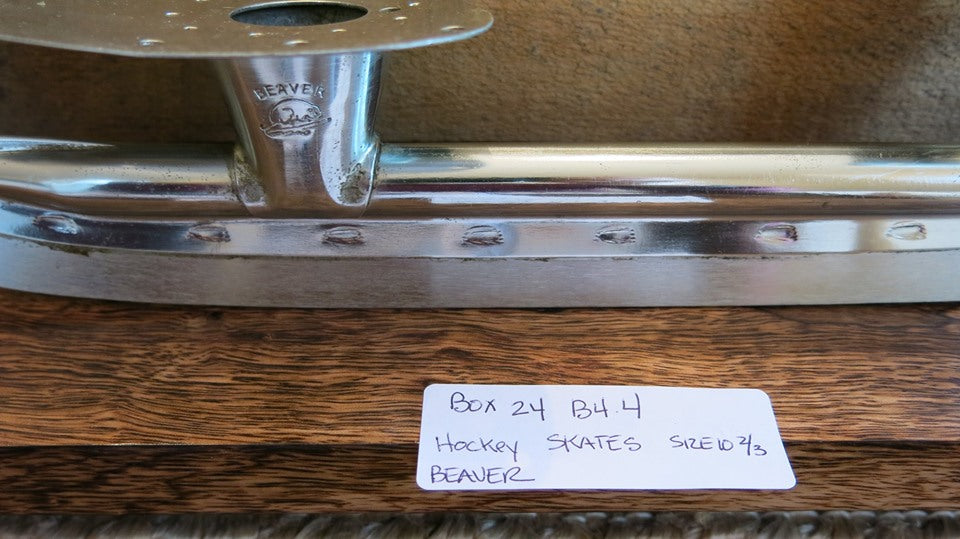 BEAVER
Box 24 B4.4
Hockey SKATES SIZE 10 2/3
BEAVER